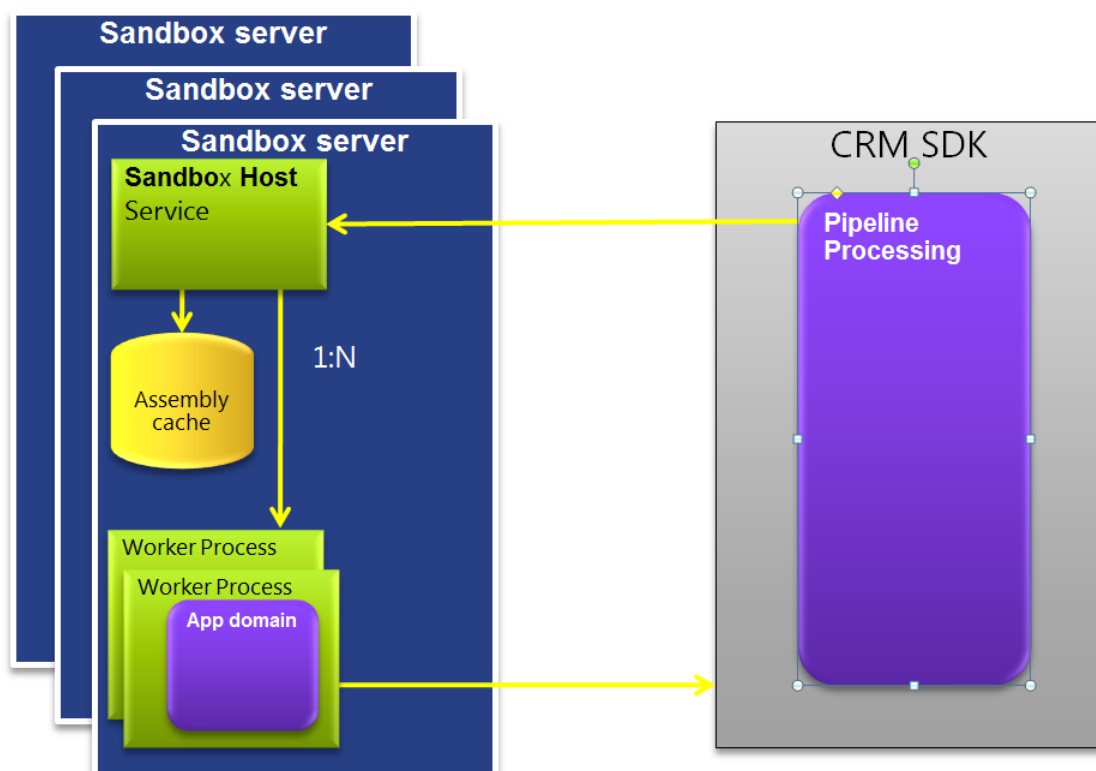 Sandbox server
Sandbox server
Sandbox server
Sandbox Host
Service
Assembly
cache
1:N
Worker Process
Worker Process
App domain
CRM SDK
Pipeline
Processing